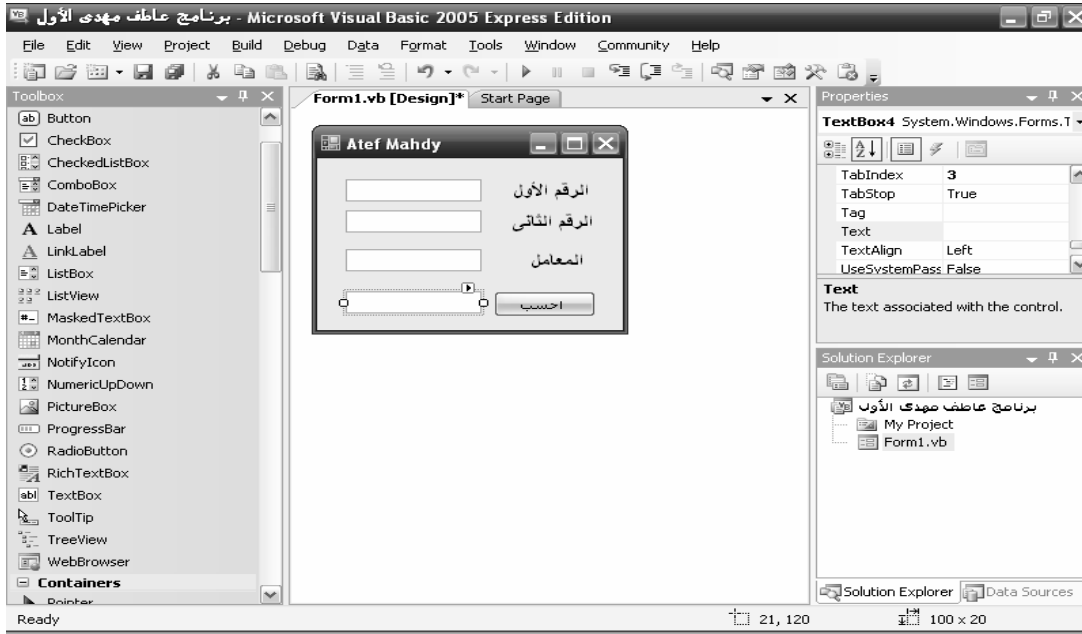 برنامج عاطف مهدى الأول - Microsoft Visual Basic 2005 Express Edition
File Edit View Project Build Debug Data Format Tools Window Community Help
Toolbox
Button
CheckBox
CheckedListBox
ComboBox
DateTimePicker
Label
LinkLabel
ListBox
ListView
MaskedTextBox
MonthCalendar
NotifyIcon
NumericUpDown
PictureBox
ProgressBar
RadioButton
RichTextBox
TextBox
ToolTip
TreeView
WebBrowser
Containers
Pointer
Form1.vb [Design]* Start Page
Atef Mahdy
الرقم الأول
الرقم الثانى
المعامل
احسب
Properties
TextBox4 System.Windows.Forms.T
TabIndex 3
TabStop True
Tag
Text
TextAlign Left
UseSystemPass False
Text
The text associated with the control.
Solution Explorer
برنامج عاطف مهدى الأول
My Project
Form1.vb
Solution Explorer Data Sources
Ready 21, 120 100 x 20